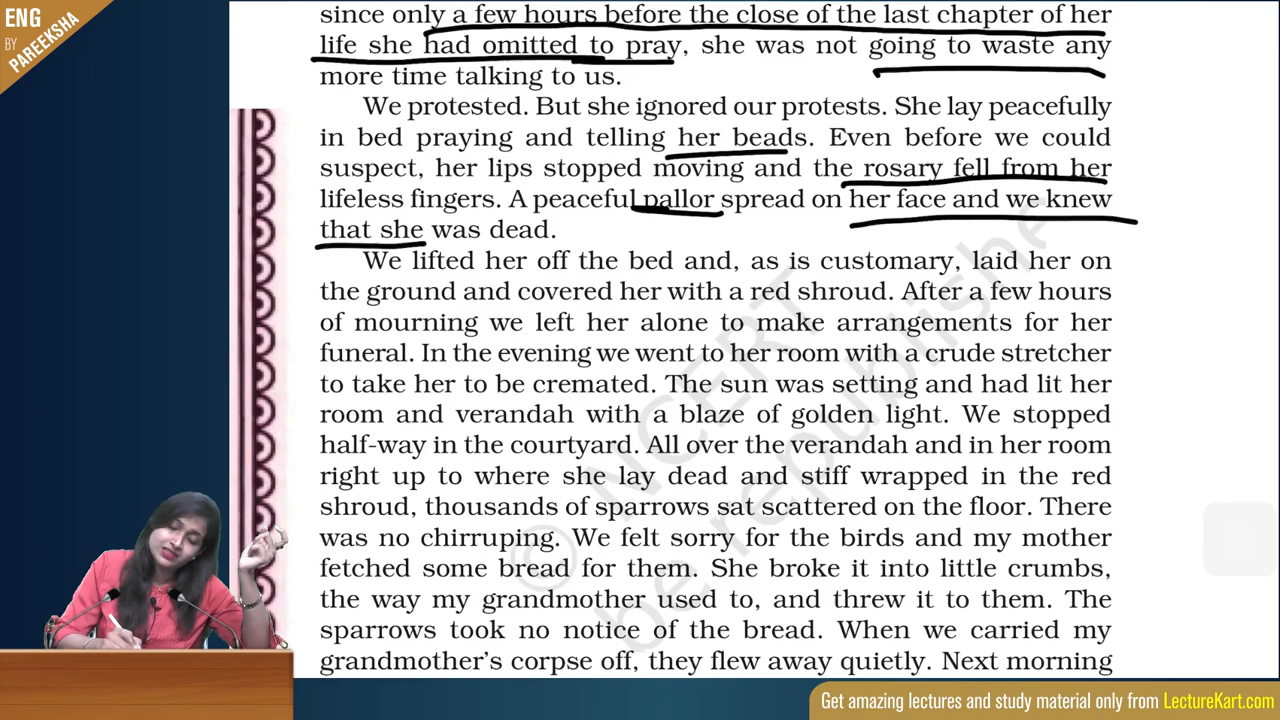 ENG
BY
PAREEKSHA
since only a few hours before the close of the last chapter of her
life she had omitted to pray, she was not going to waste any
more time talking to us.
We protested. But she ignored our protests. She lay peacefully
in bed praying and telling her beads. Even before we could
suspect, her lips stopped moving and the rosary fell from her
lifeless fingers. A peaceful pallor spread on her face and we knew
that she was dead.
We lifted her off the bed and, as is customary, laid her on
the ground and covered her with a red shroud. After a few hours
of mourning we left her alone to make arrangements for her
funeral. In the evening we went to her room with a crude stretcher
to take her to be cremated. The sun was setting and had lit her
room and verandah with a blaze of golden light. We stopped
half-way in the courtyard. All over the verandah and in her room
right up to where she lay dead and stiff wrapped in the red
shroud, thousands of sparrows sat scattered on the floor. There
was no chirruping. We felt sorry for the birds and my mother
fetched some bread for them. She broke it into little crumbs,
the way my grandmother used to, and threw it to them. The
sparrows took no notice of the bread. When we carried my
grandmother's corpse off, they flew away quietly. Next morning
© NCERT
be republishe
Get amazing lectures and study material only from LectureKart.com